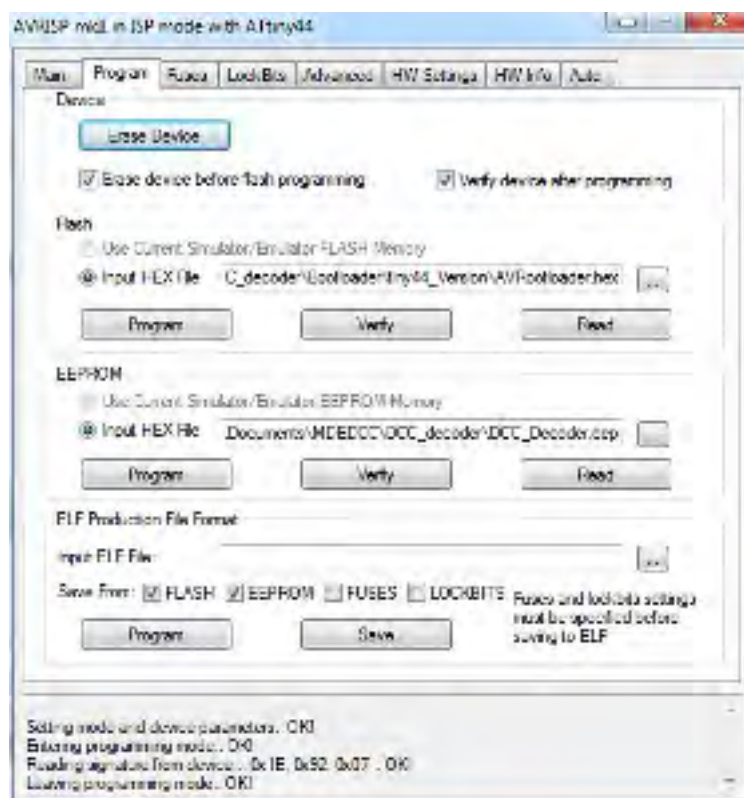 AVRISP mkII in ISP mode with ATtiny44
Main Program Fuses LockBits Advanced HW Settings HW Info Auto
Device
Erase Device
Erase device before flash programming Verify device after programming
Flash
Use Current Simulator/Emulator FLASH Memory
Input HEX File C_decoder\Bootloader\tiny44_Version\AVRootloader.hex ...
Program Verify Read
EEPROM
Use Current Simulator/Emulator EEPROM Memory
Input HEX File Documents\MDEDCC\DCC_decoder\DCC_Decoder.eep ...
Program Verify Read
ELF Production File Format
Input ELF File: ...
Save From: FLASH EEPROM FUSES LOCKBITS Fuses and lockbits settings
must be specified before
saving to ELF
Program Save
Setting mode and device parameters.. OK!
Entering programming mode.. OK!
Reading signature from device .. 0x1E, 0x92, 0x07 .. OK!
Leaving programming mode.. OK!